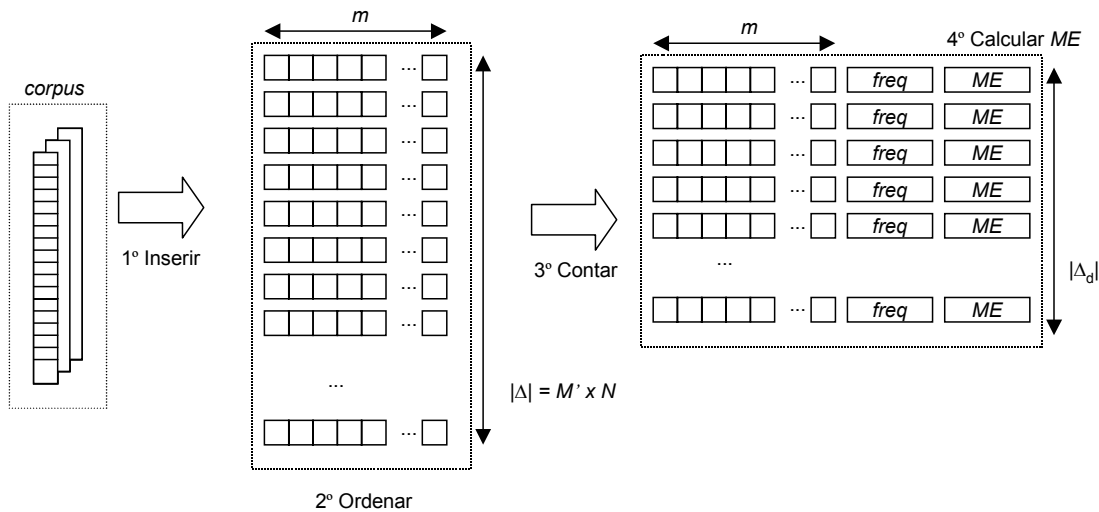 corpus
1º Inserir
m
...
...
...
...
...
...
...
...
...
...
|Δ| = M’ x N
2º Ordenar
3º Contar
m
4º Calcular ME
... freq ME
... freq ME
... freq ME
... freq ME
... freq ME
...
... freq ME
|Δd|